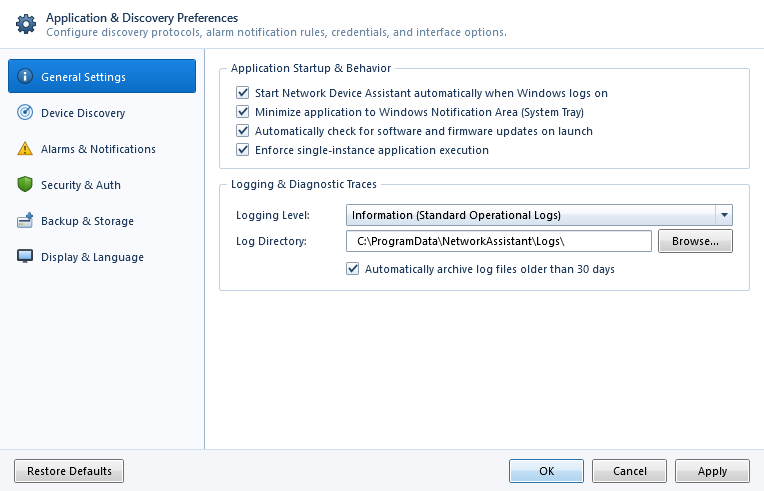 Application & Discovery Preferences
Configure discovery protocols, alarm notification rules, credentials, and interface options.
General Settings
Device Discovery
Alarms & Notifications
Security & Auth
Backup & Storage
Display & Language
Application Startup & Behavior
Start Network Device Assistant automatically when Windows logs on
Minimize application to Windows Notification Area (System Tray)
Automatically check for software and firmware updates on launch
Enforce single-instance application execution
Logging & Diagnostic Traces
Logging Level: Information (Standard Operational Logs)
Log Directory: C:\ProgramData\NetworkAssistant\Logs\ Browse...
Automatically archive log files older than 30 days
Restore Defaults OK Cancel Apply